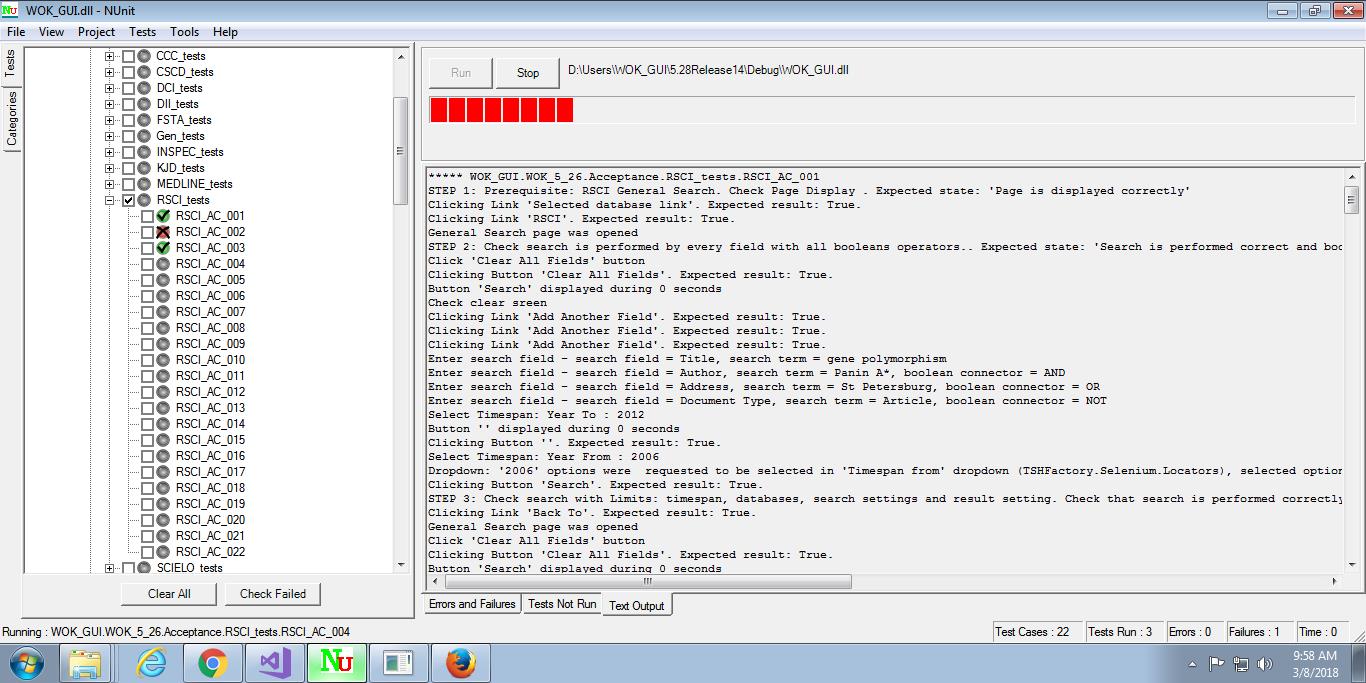 WOK_GUI.dll - NUnit
File View Project Tests Tools Help
Tests
Categories
CCC_tests
CSCD_tests
DCI_tests
DII_tests
FSTA_tests
Gen_tests
INSPEC_tests
KJD_tests
MEDLINE_tests
RSCI_tests
RSCI_AC_001
RSCI_AC_002
RSCI_AC_003
RSCI_AC_004
RSCI_AC_005
RSCI_AC_006
RSCI_AC_007
RSCI_AC_008
RSCI_AC_009
RSCI_AC_010
RSCI_AC_011
RSCI_AC_012
RSCI_AC_013
RSCI_AC_014
RSCI_AC_015
RSCI_AC_016
RSCI_AC_017
RSCI_AC_018
RSCI_AC_019
RSCI_AC_020
RSCI_AC_021
RSCI_AC_022
SCIELO_tests
Clear All Check Failed
Run Stop D:\Users\WOK_GUI\5.28Release14\Debug\WOK_GUI.dll
***** WOK_GUI.WOK_5_26.Acceptance.RSCI_tests.RSCI_AC_001
STEP 1: Prerequisite: RSCI General Search. Check Page Display . Expected state: 'Page is displayed correctly'
Clicking Link 'Selected database link'. Expected result: True.
Clicking Link 'RSCI'. Expected result: True.
General Search page was opened
STEP 2: Check search is performed by every field with all booleans operators.. Expected state: 'Search is performed correct and boo
Click 'Clear All Fields' button
Clicking Button 'Clear All Fields'. Expected result: True.
Button 'Search' displayed during 0 seconds
Check clear sreen
Clicking Link 'Add Another Field'. Expected result: True.
Clicking Link 'Add Another Field'. Expected result: True.
Clicking Link 'Add Another Field'. Expected result: True.
Enter search field - search field = Title, search term = gene polymorphism
Enter search field - search field = Author, search term = Panin A*, boolean connector = AND
Enter search field - search field = Address, search term = St Petersburg, boolean connector = OR
Enter search field - search field = Document Type, search term = Article, boolean connector = NOT
Select Timespan: Year To : 2012
Button '' displayed during 0 seconds
Clicking Button ''. Expected result: True.
Select Timespan: Year From : 2006
Dropdown: '2006' options were  requested to be selected in 'Timespan from' dropdown (TSHFactory.Selenium.Locators), selected option
Clicking Button 'Search'. Expected result: True.
STEP 3: Check search with Limits: timespan, databases, search settings and result setting. Check that search is performed correctly
Clicking Link 'Back To'. Expected result: True.
General Search page was opened
Click 'Clear All Fields' button
Clicking Button 'Clear All Fields'. Expected result: True.
Button 'Search' displayed during 0 seconds
Errors and Failures Tests Not Run Text Output
Running : WOK_GUI.WOK_5_26.Acceptance.RSCI_tests.RSCI_AC_004 Test Cases : 22 Tests Run : 3 Errors : 0 Failures : 1 Time : 0
Nu
9:58 AM
3/8/2018